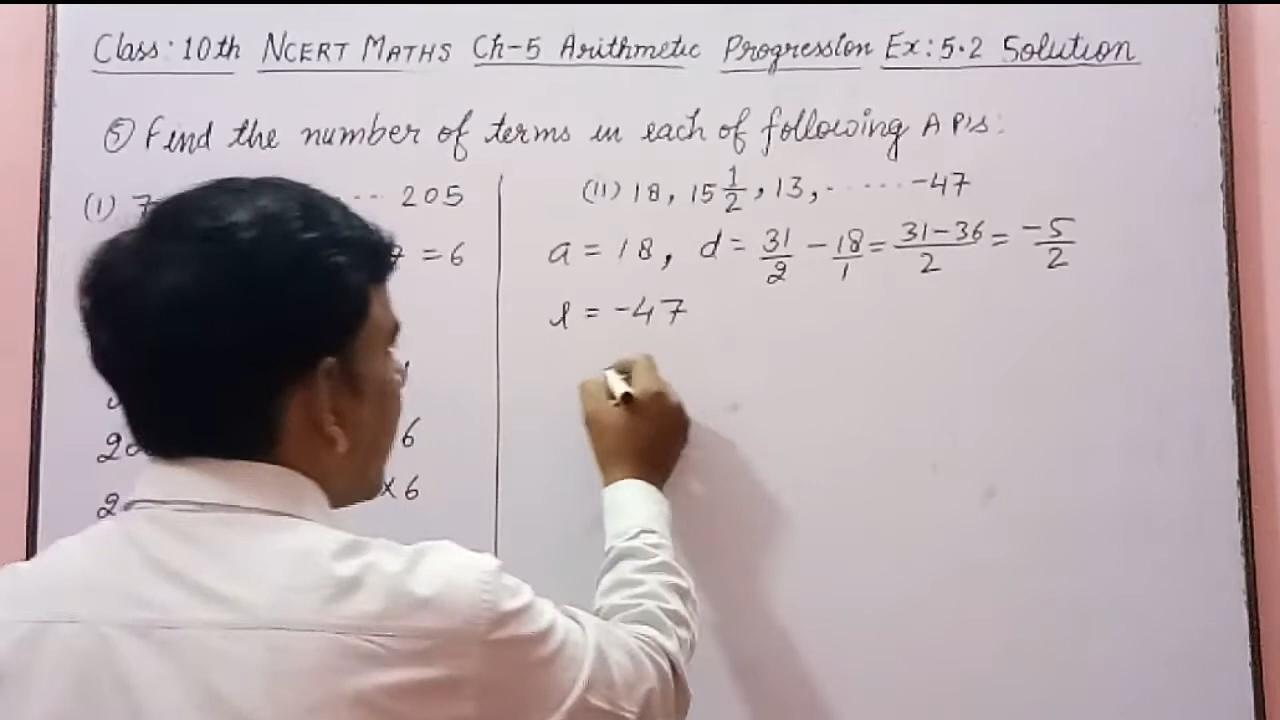 Class: 10th NCERT MATHS Ch-5 Arithmetic Progression Ex: 5.2 Solution
⑤ Find the number of terms in each of following A P's:
(i) 7 ... 205
= 6
6
× 6
(ii) 18, 15 1/2, 13, ...... -47
a = 18, d = 31/2 - 18/1 = 31-36/2 = -5/2
l = -47